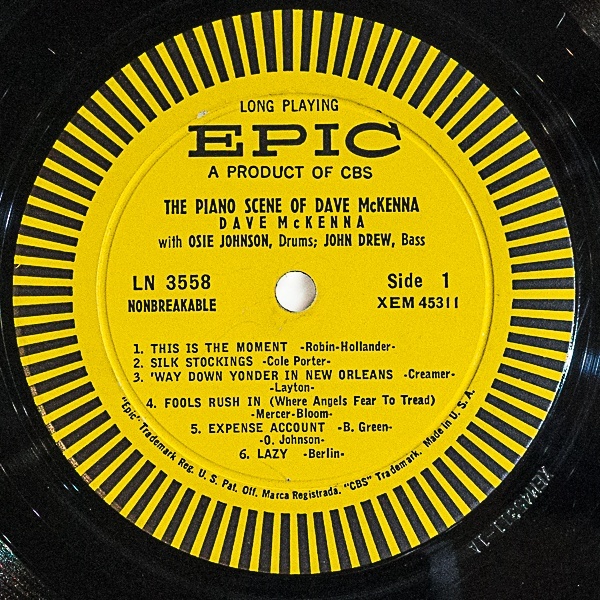 LONG PLAYING
EPIC
A PRODUCT OF CBS
THE PIANO SCENE OF DAVE McKENNA
DAVE McKENNA
with OSIE JOHNSON, Drums; JOHN DREW, Bass
LN 3558
NONBREAKABLE
Side 1
XEM 45311
1. THIS IS THE MOMENT -Robin-Hollander-
2. SILK STOCKINGS -Cole Porter-
3. 'WAY DOWN YONDER IN NEW ORLEANS -Creamer-
-Layton-
4. FOOLS RUSH IN (Where Angels Fear To Tread)
-Mercer-Bloom-
5. EXPENSE ACCOUNT -B. Green-
-O. Johnson-
6. LAZY -Berlin-
"Epic" Trademark Reg. U. S. Pat. Off. Marca Registrada. "CBS" Trademark. Made in U. S. A.